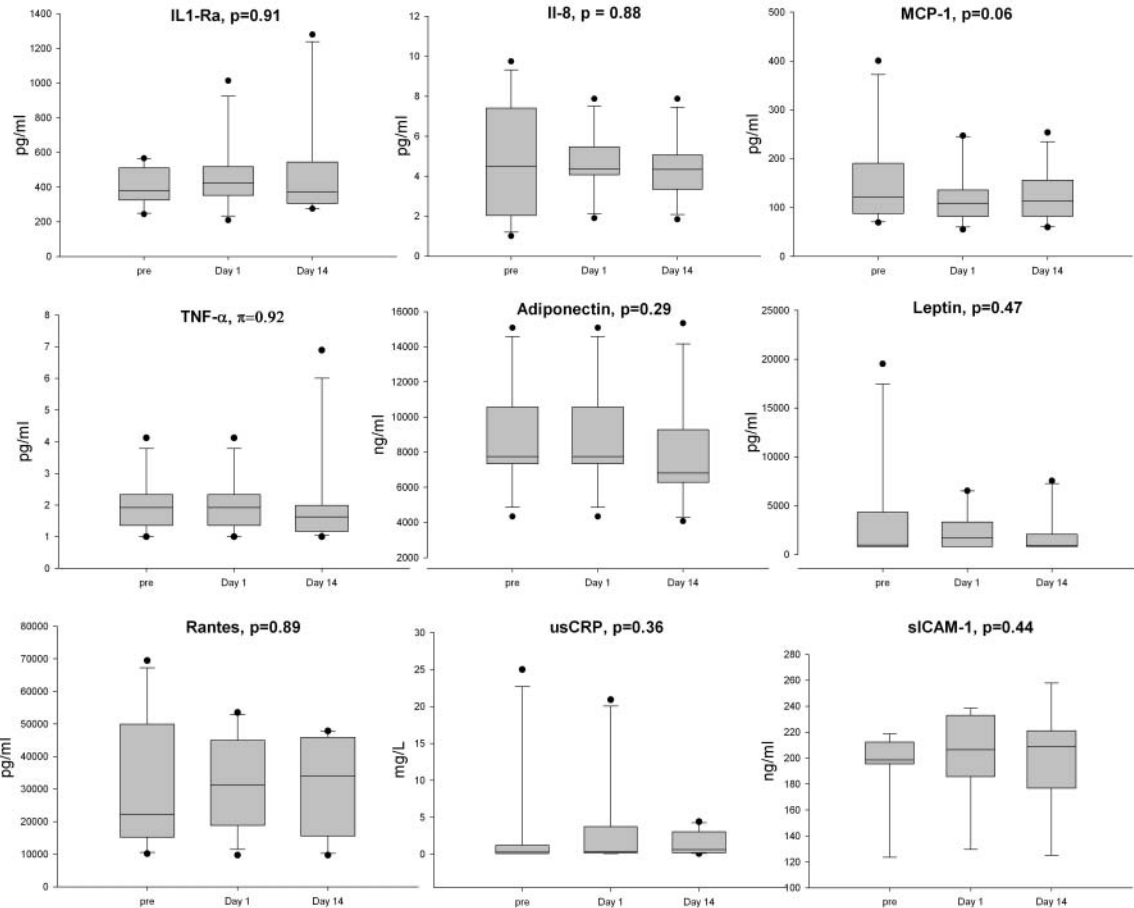 IL1-Ra, p=0.91
1400
1200
1000
800
600
400
200
0
pg/ml
pre Day 1 Day 14
Il-8, p = 0.88
12
10
8
6
4
2
0
pg/ml
pre Day 1 Day 14
MCP-1, p=0.06
500
400
300
200
100
0
pg/ml
pre Day 1 Day 14
TNF-α, π=0.92
8
7
6
5
4
3
2
1
0
pg/ml
pre Day 1 Day 14
Adiponectin, p=0.29
16000
14000
12000
10000
8000
6000
4000
2000
ng/ml
pre Day 1 Day 14
Leptin, p=0.47
25000
20000
15000
10000
5000
0
pg/ml
pre Day 1 Day 14
Rantes, p=0.89
80000
70000
60000
50000
40000
30000
20000
10000
0
pg/ml
pre Day 1 Day 14
usCRP, p=0.36
30
25
20
15
10
5
0
mg/L
pre Day 1 Day 14
sICAM-1, p=0.44
280
260
240
220
200
180
160
140
120
100
ng/ml
pre Day 1 Day 14